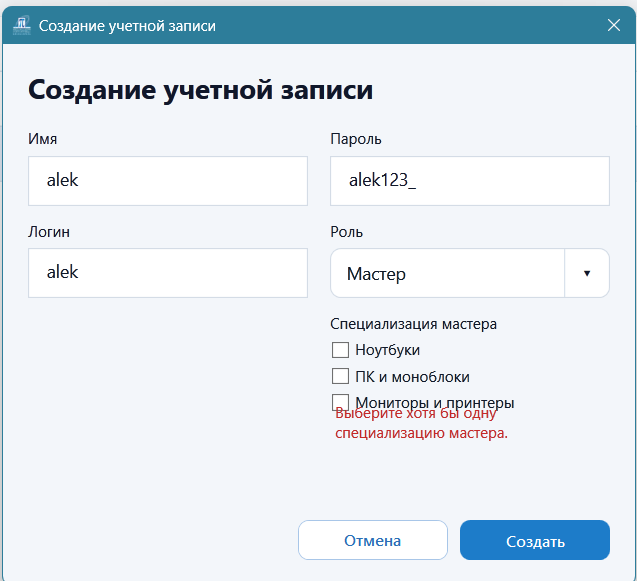 Создание учетной записи
Создание учетной записи
Имя
Пароль
alek
alek123_
Логин
Роль
alek
Мастер
Специализация мастера
Ноутбуки
ПК и моноблоки
Мониторы и принтеры
Выберите хотя бы одну
специализацию мастера.
Отмена
Создать